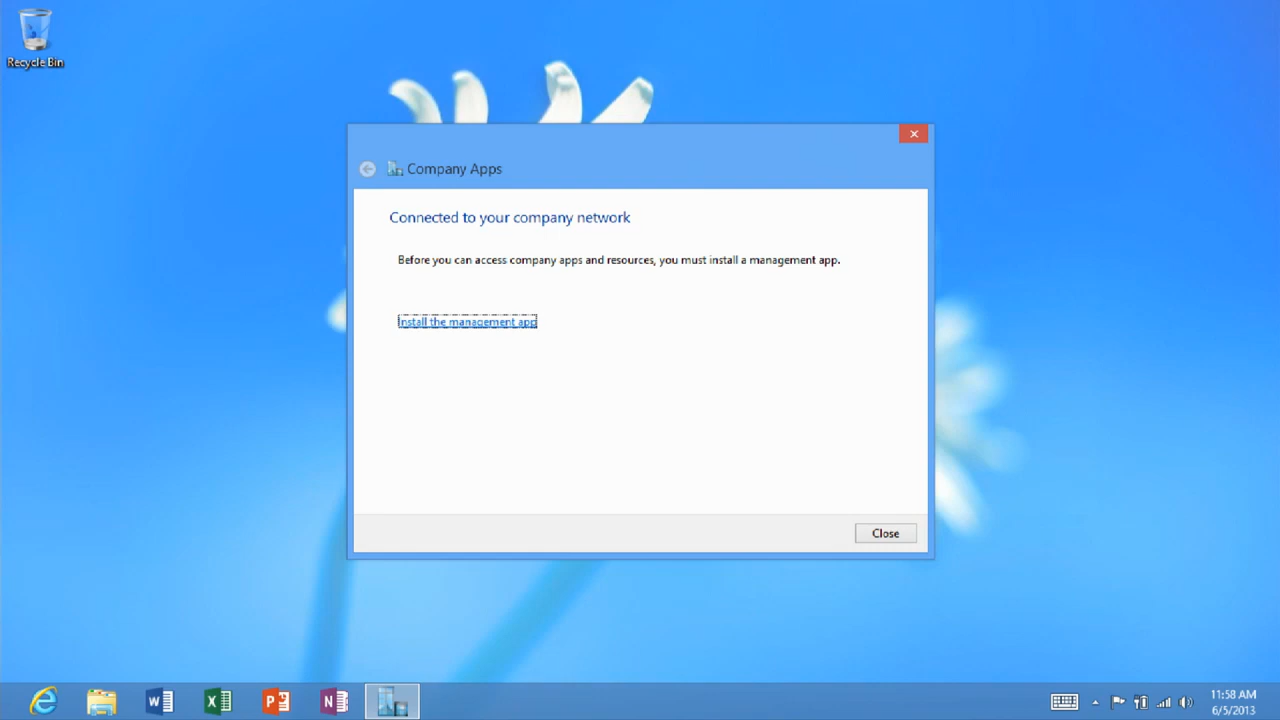 Recycle Bin
Company Apps
Connected to your company network
Before you can access company apps and resources, you must install a management app.
Install the management app
Close
11:58 AM
6/5/2013